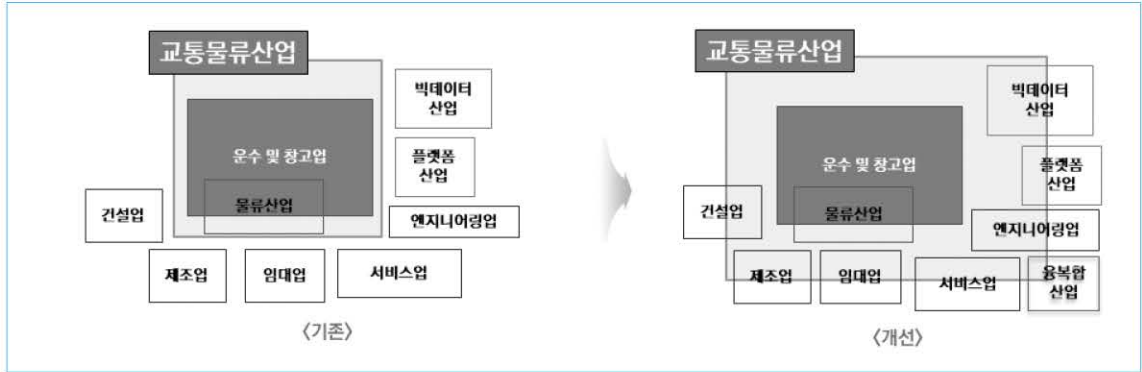 교통물류산업
빅데이터
산업
운수 및 창고업
플랫폼
산업
물류산업
건설업
엔지니어링업
제조업
임대업
서비스업
〈기존〉
교통물류산업
빅데이터
산업
운수 및 창고업
플랫폼
산업
물류산업
건설업
엔지니어링업
제조업
임대업
서비스업
융복합
산업
〈개선〉